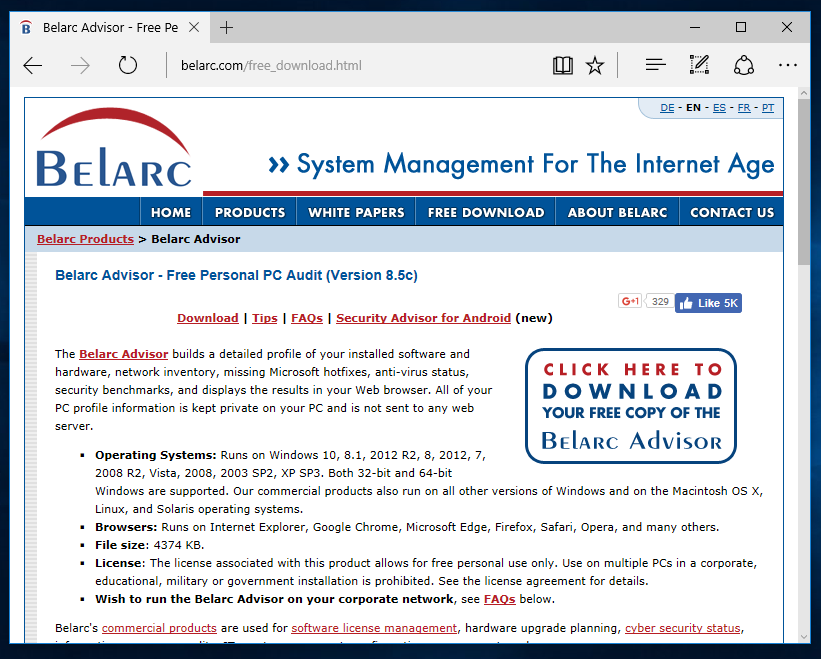 Belarc Advisor - Free Pe
belarc.com/free_download.html
DE - EN - ES - FR - PT
BELARC
›› System Management For The Internet Age
HOME
PRODUCTS
WHITE PAPERS
FREE DOWNLOAD
ABOUT BELARC
CONTACT US
Belarc Products > Belarc Advisor
Belarc Advisor - Free Personal PC Audit (Version 8.5c)
G+1 329 Like 5K
Download | Tips | FAQs | Security Advisor for Android (new)
The Belarc Advisor builds a detailed profile of your installed software and
hardware, network inventory, missing Microsoft hotfixes, anti-virus status,
security benchmarks, and displays the results in your Web browser. All of your
PC profile information is kept private on your PC and is not sent to any web
server.
CLICK HERE TO
DOWNLOAD
YOUR FREE COPY OF THE
BELARC ADVISOR
▪ Operating Systems: Runs on Windows 10, 8.1, 2012 R2, 8, 2012, 7,
2008 R2, Vista, 2008, 2003 SP2, XP SP3. Both 32-bit and 64-bit
Windows are supported. Our commercial products also run on all other versions of Windows and on the Macintosh OS X,
Linux, and Solaris operating systems.
▪ Browsers: Runs on Internet Explorer, Google Chrome, Microsoft Edge, Firefox, Safari, Opera, and many others.
▪ File size: 4374 KB.
▪ License: The license associated with this product allows for free personal use only. Use on multiple PCs in a corporate,
educational, military or government installation is prohibited. See the license agreement for details.
▪ Wish to run the Belarc Advisor on your corporate network, see FAQs below.
Belarc's commercial products are used for software license management, hardware upgrade planning, cyber security status,